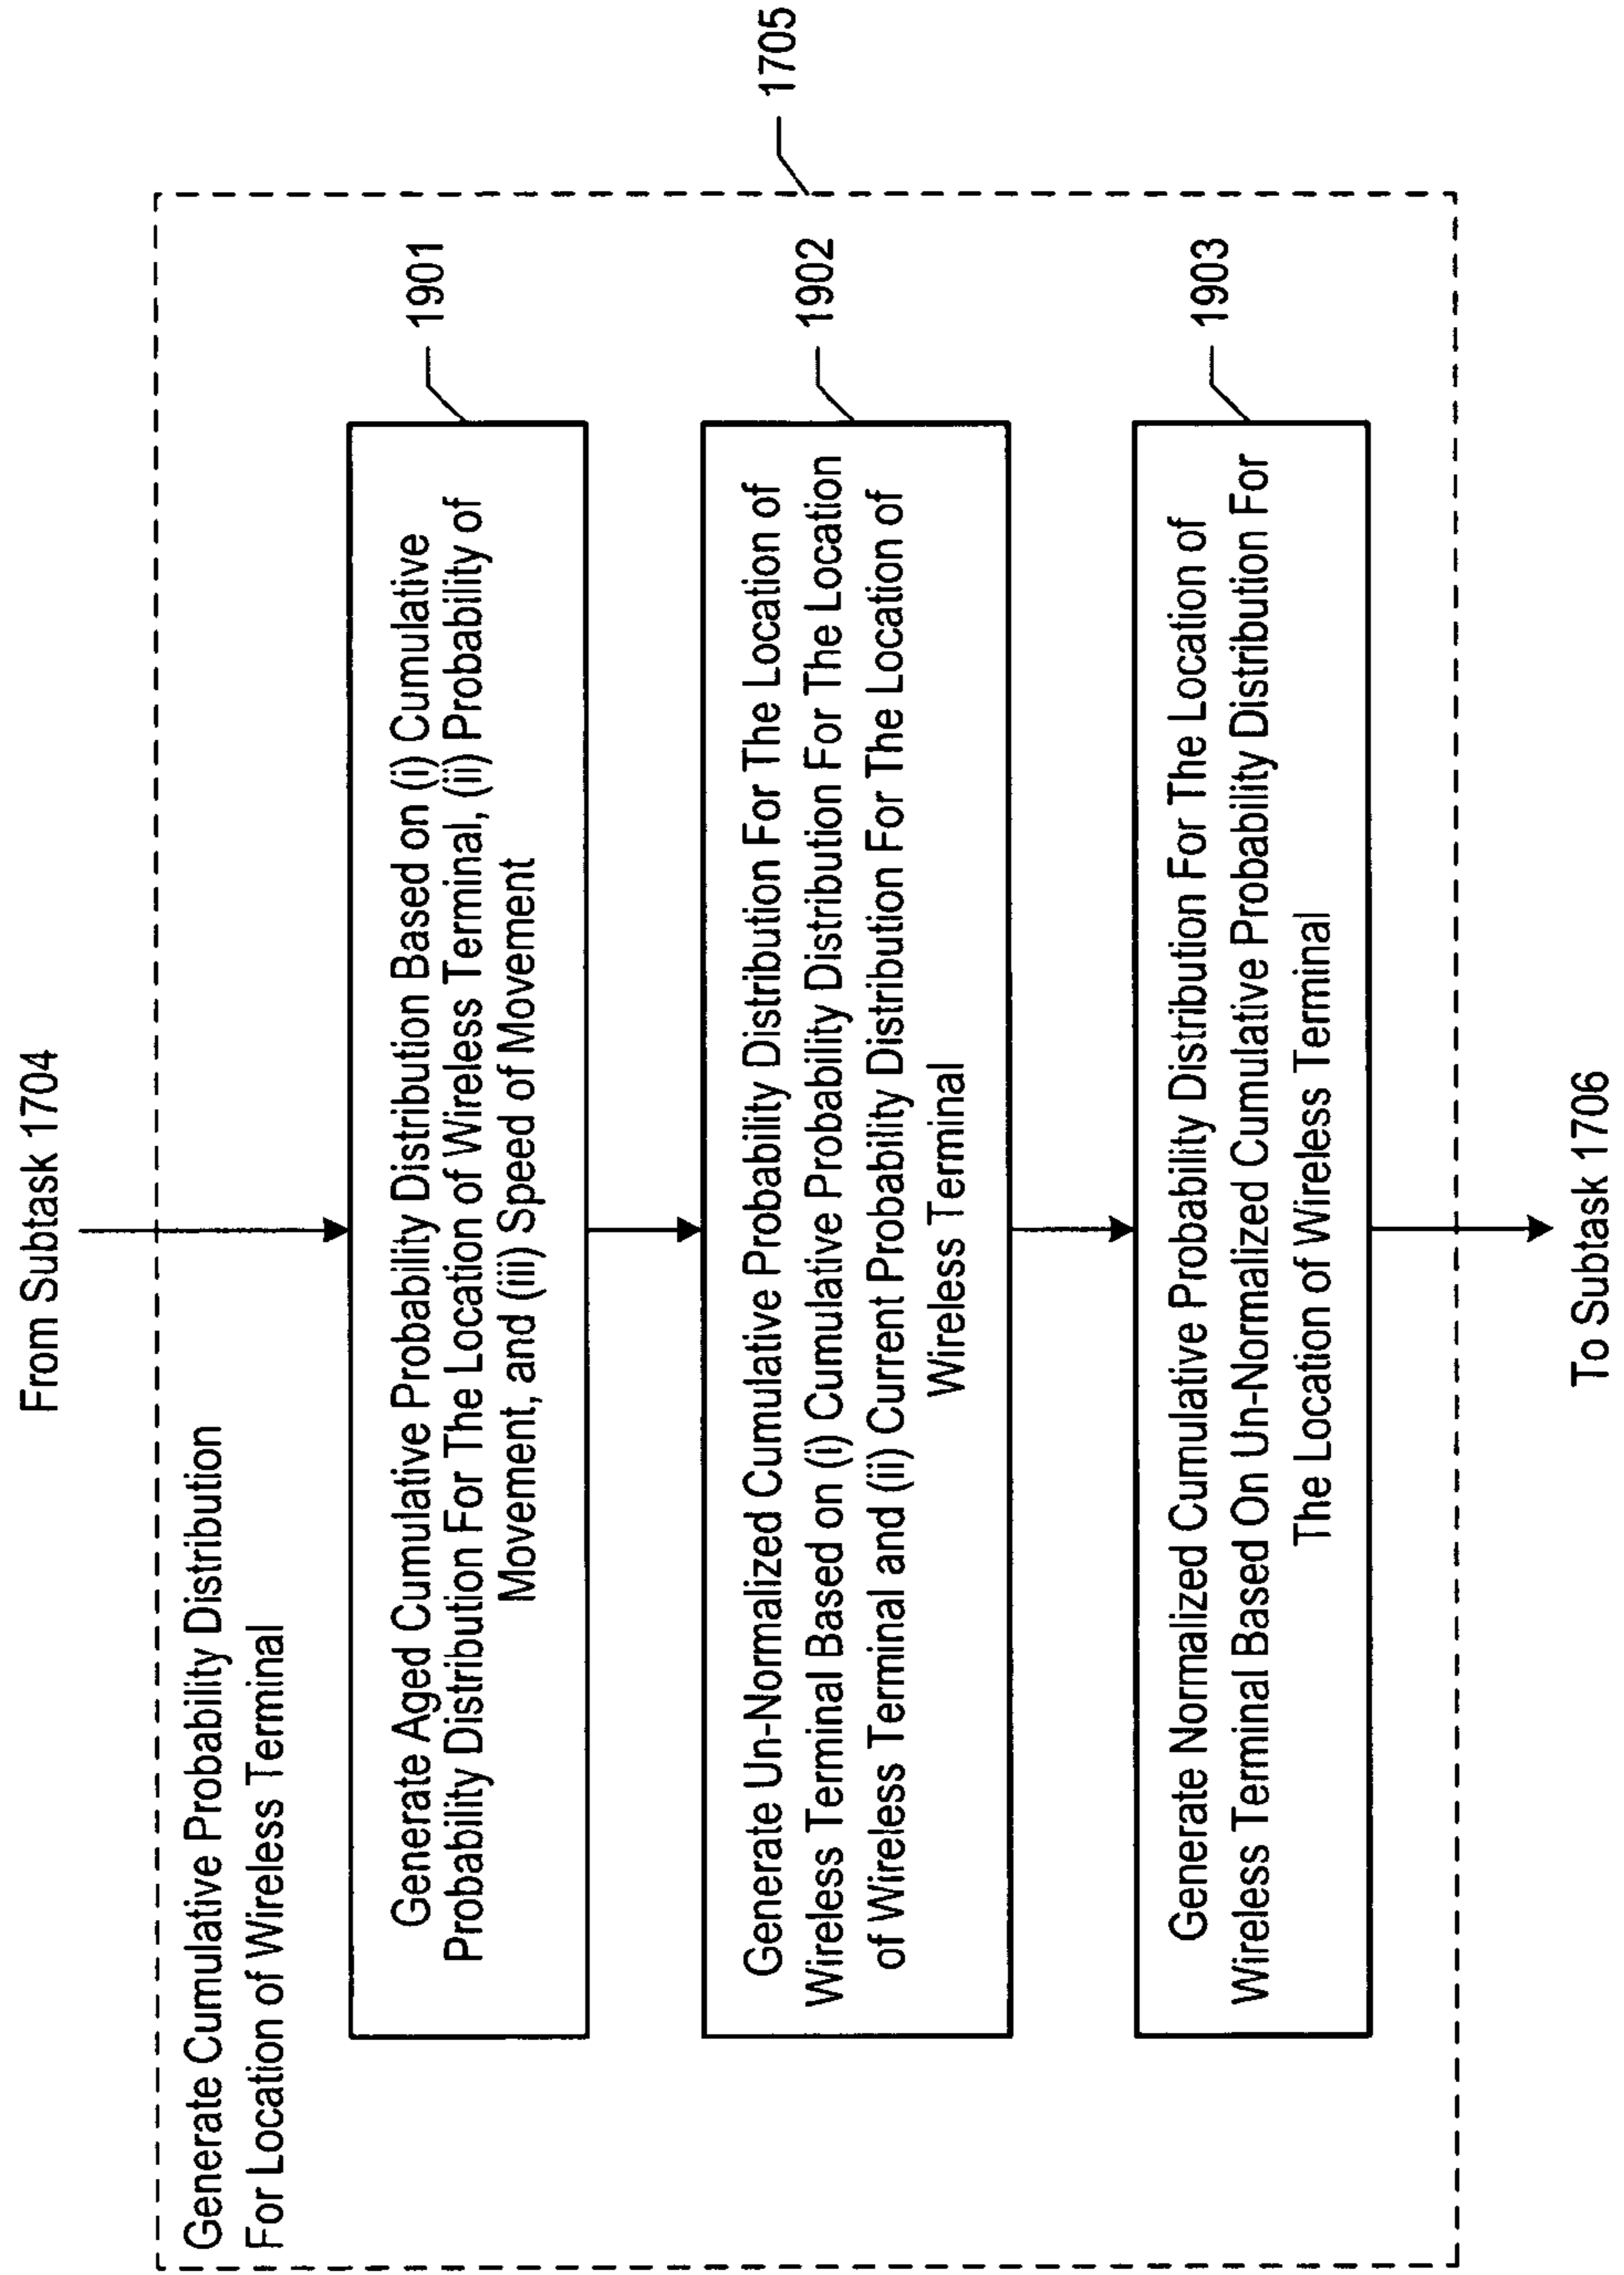 From Subtask 1704
Generate Cumulative Probability Distribution
For Location of Wireless Terminal
1705
1901
Generate Aged Cumulative Probability Distribution Based on (i) Cumulative
Probability Distribution For The Location of Wireless Terminal, (ii) Probability of
Movement, and (iii) Speed of Movement
1902
Generate Un-Normalized Cumulative Probability Distribution For The Location of
Wireless Terminal Based on (i) Cumulative Probability Distribution For The Location
of Wireless Terminal and (ii) Current Probability Distribution For The Location of
Wireless Terminal
1903
Generate Normalized Cumulative Probability Distribution For The Location of
Wireless Terminal Based On Un-Normalized Cumulative Probability Distribution For
The Location of Wireless Terminal
To Subtask 1706